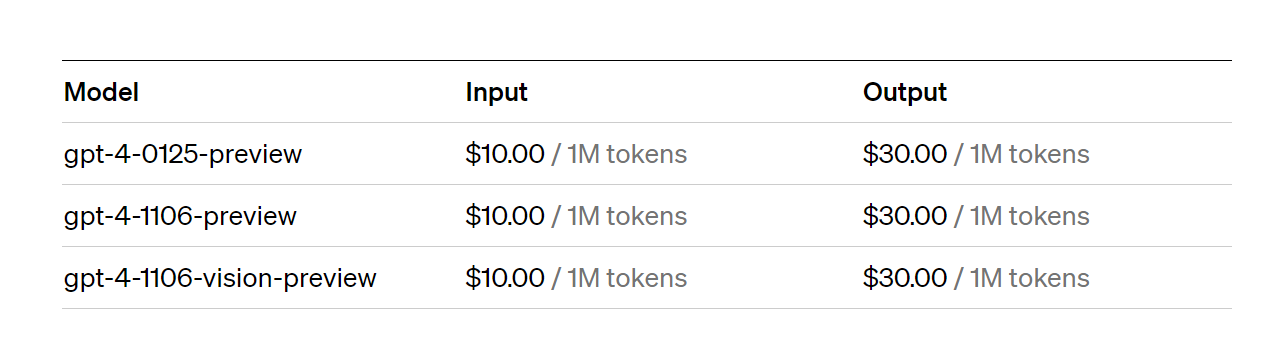 Model Input Output
gpt-4-0125-preview $10.00 / 1M tokens $30.00 / 1M tokens
gpt-4-1106-preview $10.00 / 1M tokens $30.00 / 1M tokens
gpt-4-1106-vision-preview $10.00 / 1M tokens $30.00 / 1M tokens